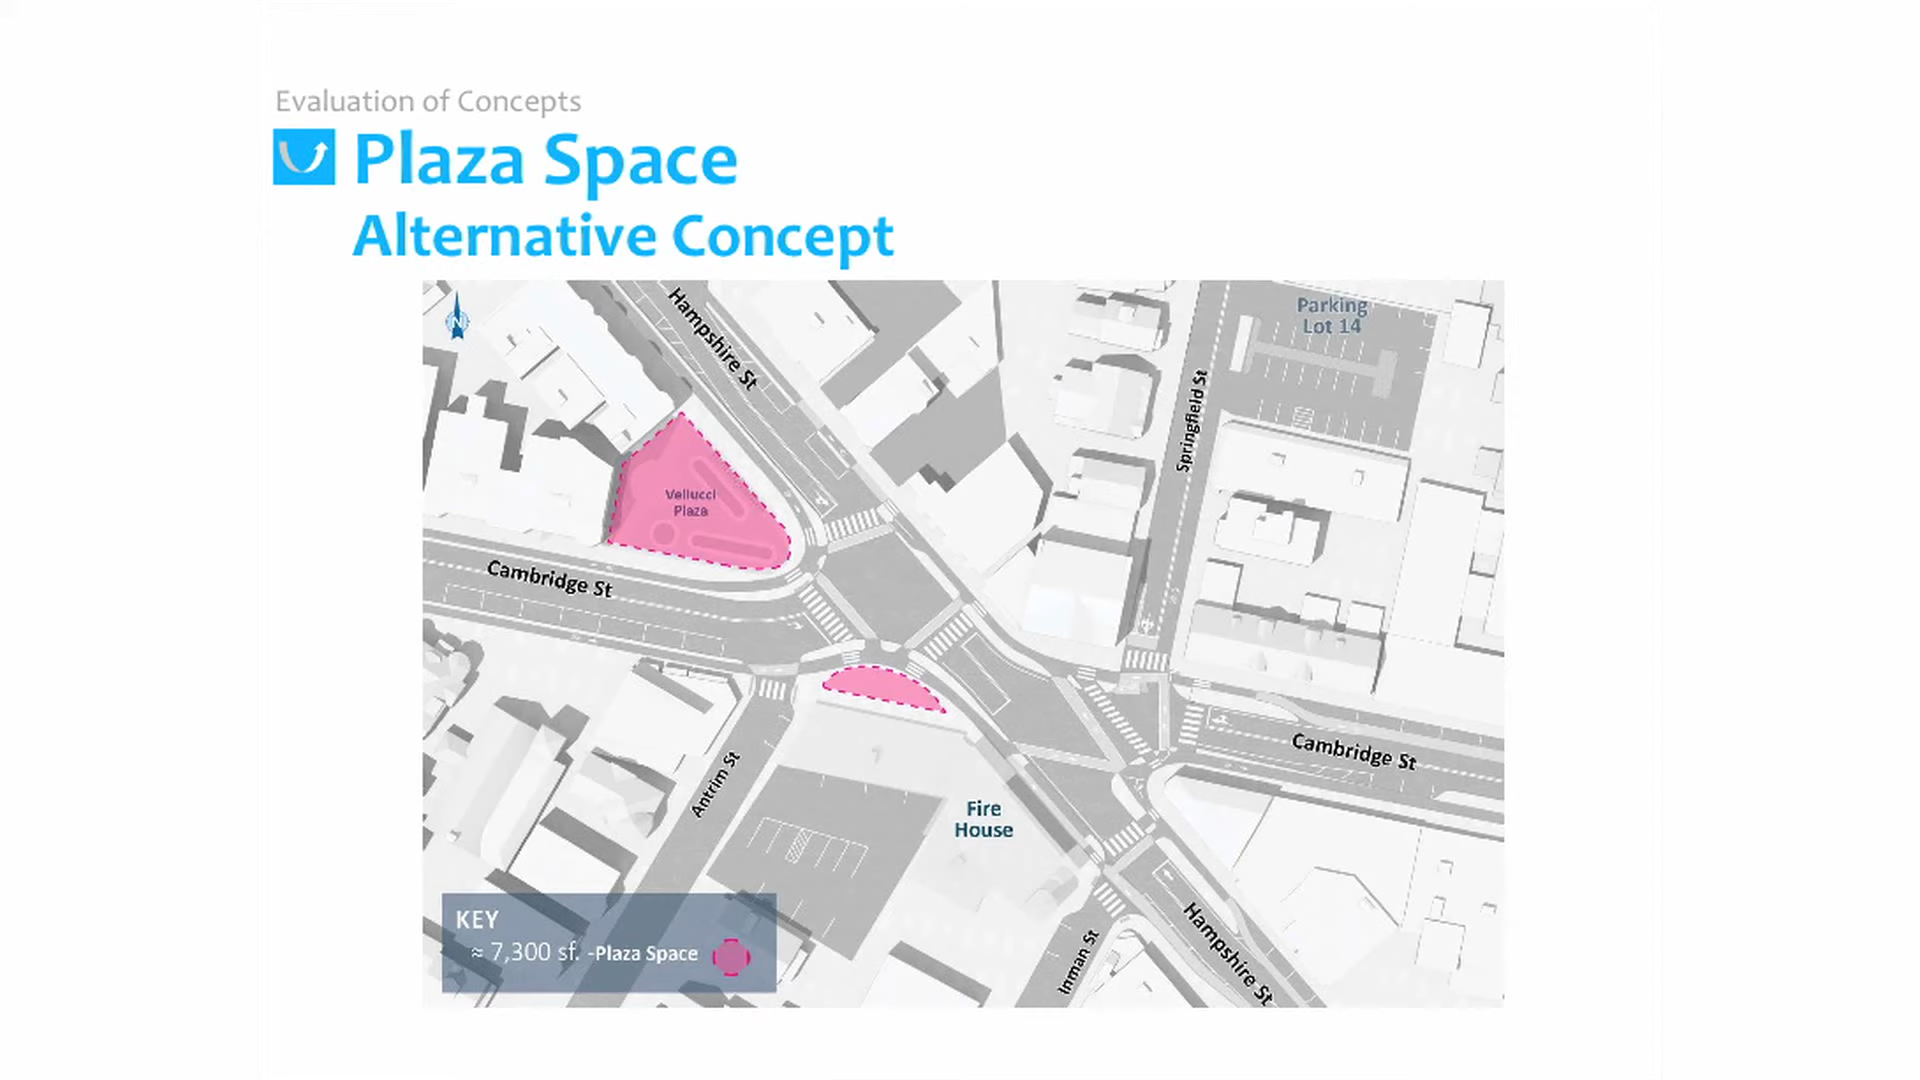 Evaluation of Concepts
Plaza Space
Alternative Concept
N
Hampshire St
Parking
Lot 14
Springfield St
Vellucci
Plaza
Cambridge St
Cambridge St
Antrim St
Fire
House
KEY
≈ 7,300 sf. -Plaza Space
Inman St
Hampshire St